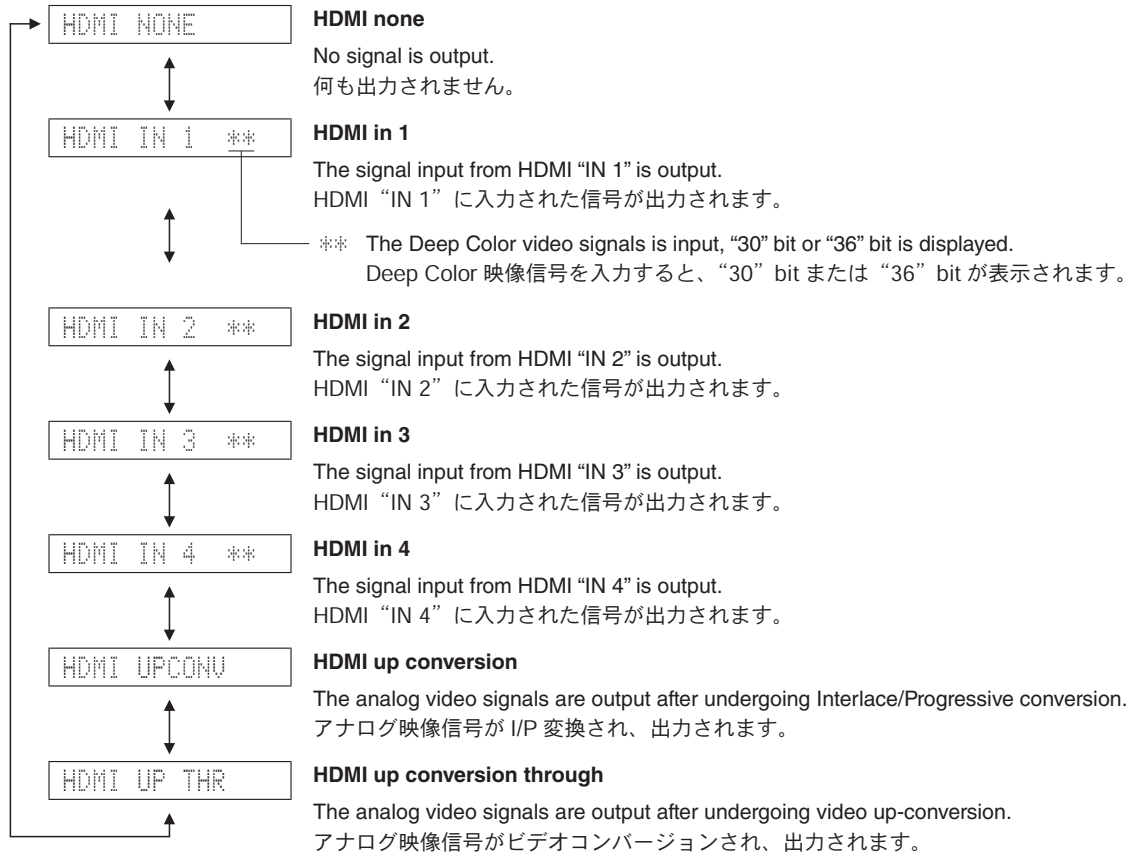 HDMI NONE
HDMI none
No signal is output.
何も出力されません。
HDMI IN 1 **
HDMI in 1
The signal input from HDMI “IN 1” is output.
HDMI“IN 1”に入力された信号が出力されます。
** The Deep Color video signals is input, “30” bit or “36” bit is displayed.
Deep Color 映像信号を入力すると、“30”bit または“36”bit が表示されます。
HDMI IN 2 **
HDMI in 2
The signal input from HDMI “IN 2” is output.
HDMI“IN 2”に入力された信号が出力されます。
HDMI IN 3 **
HDMI in 3
The signal input from HDMI “IN 3” is output.
HDMI“IN 3”に入力された信号が出力されます。
HDMI IN 4 **
HDMI in 4
The signal input from HDMI “IN 4” is output.
HDMI“IN 4”に入力された信号が出力されます。
HDMI UPCONV
HDMI up conversion
The analog video signals are output after undergoing Interlace/Progressive conversion.
アナログ映像信号が I/P 変換され、出力されます。
HDMI UP THR
HDMI up conversion through
The analog video signals are output after undergoing video up-conversion.
アナログ映像信号がビデオコンバージョンされ、出力されます。